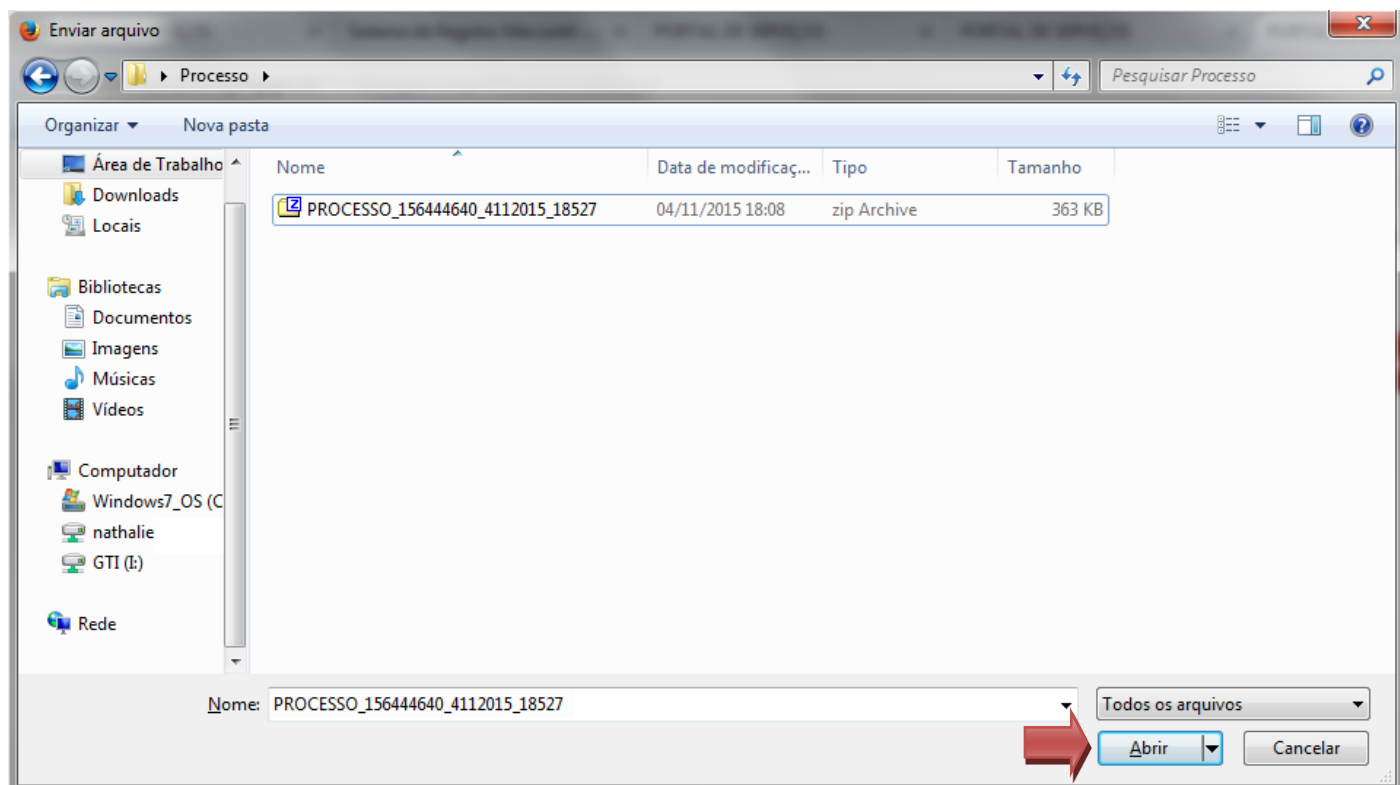 Enviar arquivo
Processo
Pesquisar Processo
Organizar
Nova pasta
Nome
Data de modificaç...
Tipo
Tamanho
PROCESSO_156444640_4112015_18527
04/11/2015 18:08
zip Archive
363 KB
Área de Trabalho
Downloads
Locais
Bibliotecas
Documentos
Imagens
Músicas
Vídeos
Computador
Windows7_OS (C
nathalie
GTI (I:)
Rede
Nome: PROCESSO_156444640_4112015_18527
Todos os arquivos
Abrir
Cancelar